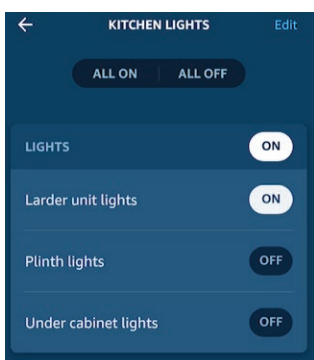 KITCHEN LIGHTS Edit
ALL ON ALL OFF
LIGHTS ON
Larder unit lights ON
Plinth lights OFF
Under cabinet lights OFF